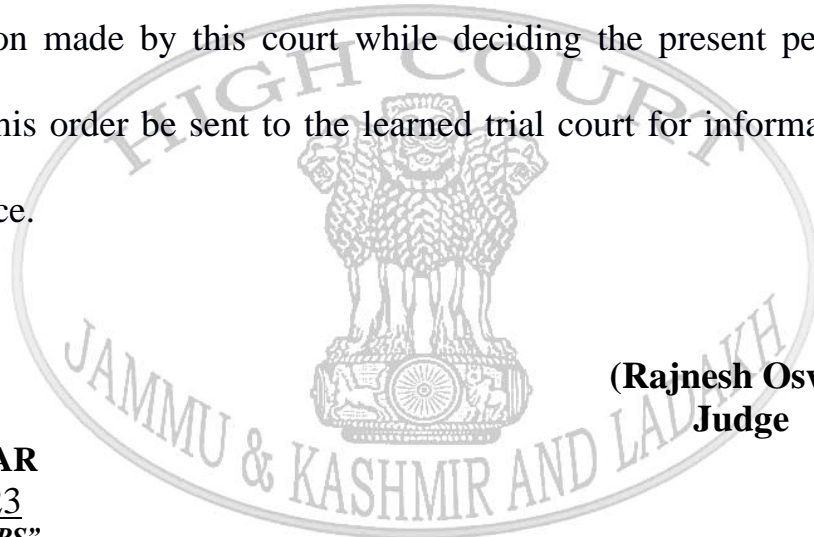 on made by this court while deciding the present pe
his order be sent to the learned trial court for informa
ce.
HIGH COURT
JAMMU & KASHMIR AND LADAKH
(Rajnesh Osw
Judge
AR
23
PS”